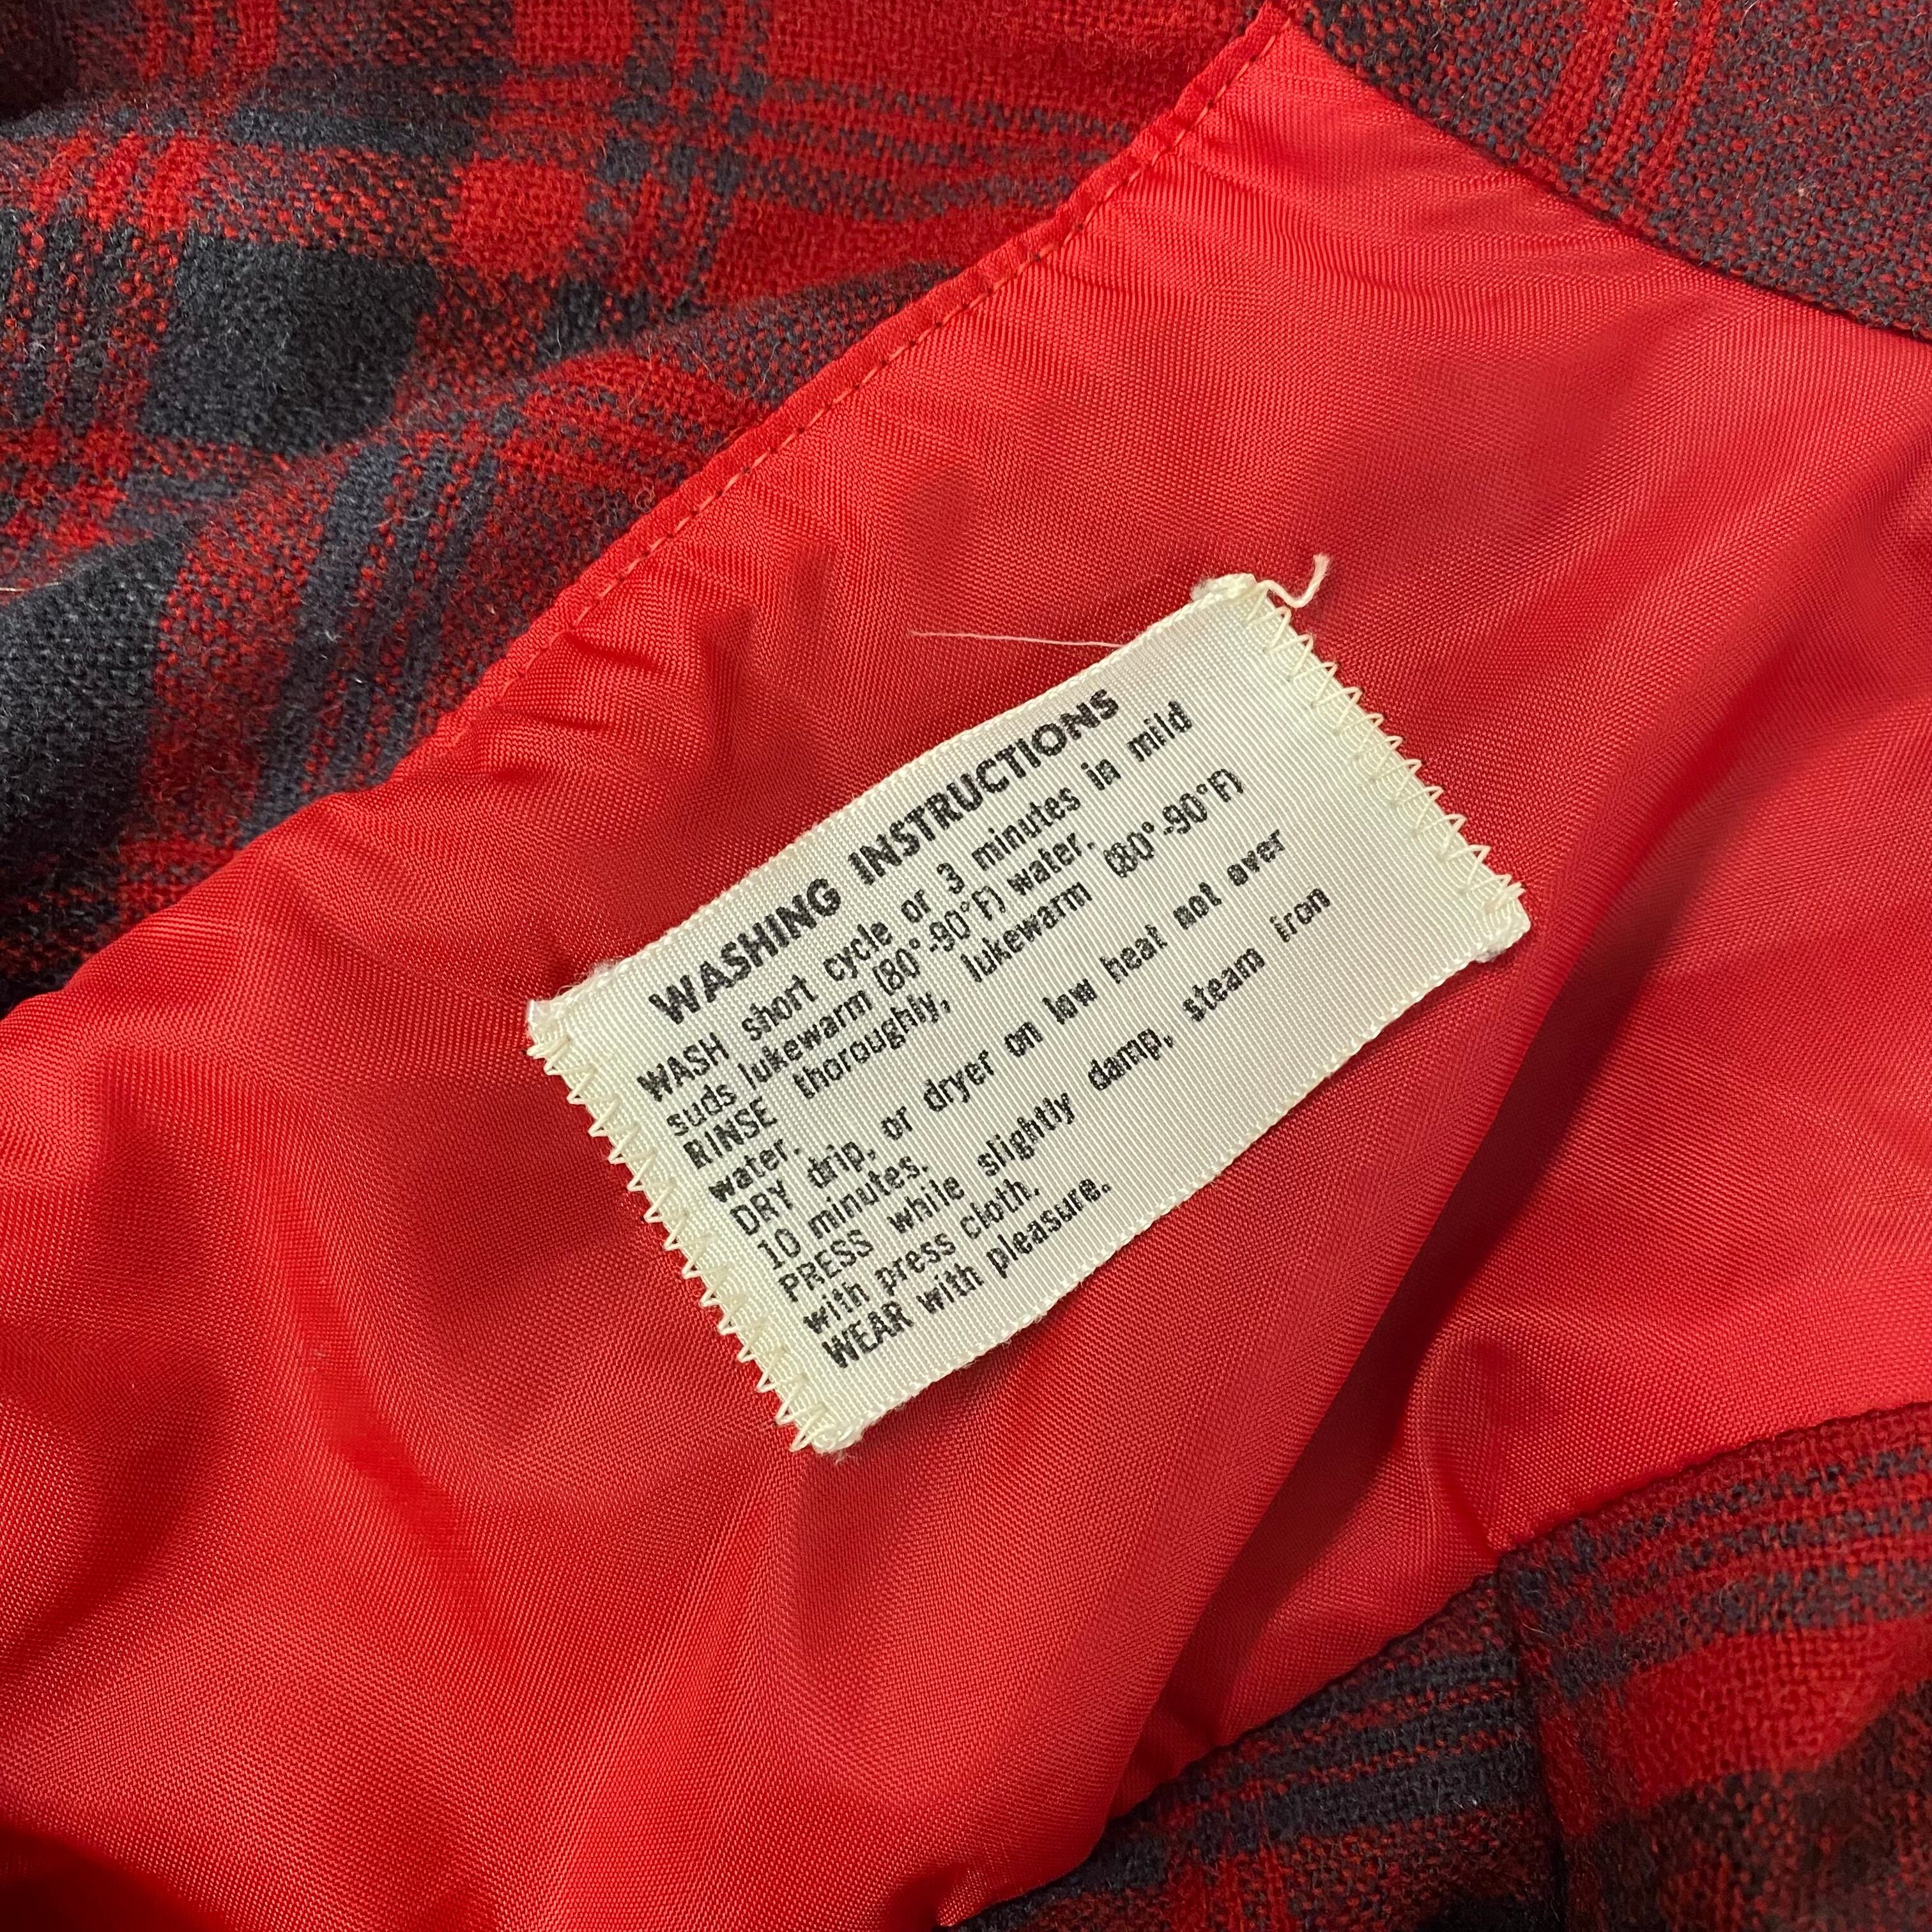 WASHING INSTRUCTIONS
WASH short cycle or 3 minutes in mild
suds lukewarm (80°-90°F) water.
RINSE thoroughly, lukewarm (80°-90°F)
water.
DRY drip, or dryer on low heat not over
10 minutes.
PRESS while slightly damp, steam iron
with press cloth.
WEAR with pleasure.